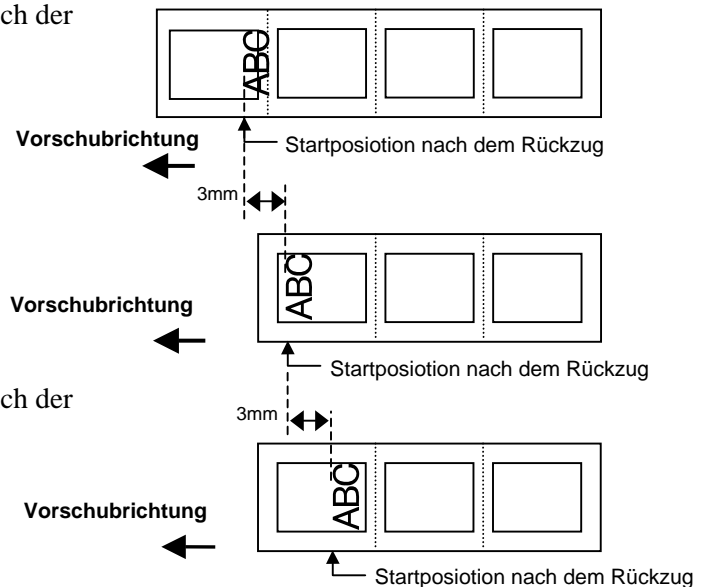 ch der
ABC
Vorschubrichtung
Startposiotion nach dem Rückzug
3mm
ABC
Vorschubrichtung
Startposiotion nach dem Rückzug
ch der
3mm
ABC
Vorschubrichtung
Startposiotion nach dem Rückzug